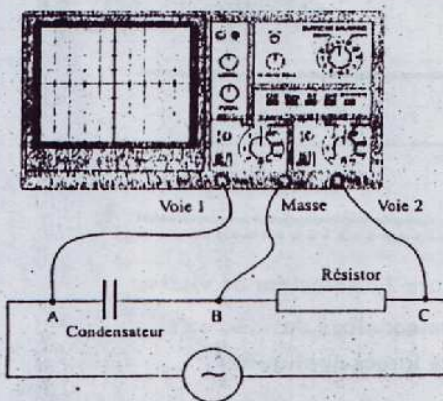 Voie 1 Masse Voie 2
Résistor
A B C
Condensateur
~